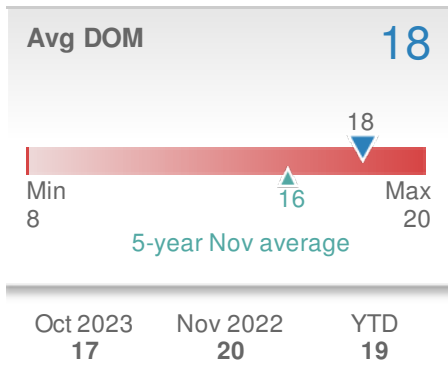 Avg DOM 18
18
Min 16 Max
8 20
5-year Nov average
Oct 2023 Nov 2022 YTD
17 20 19